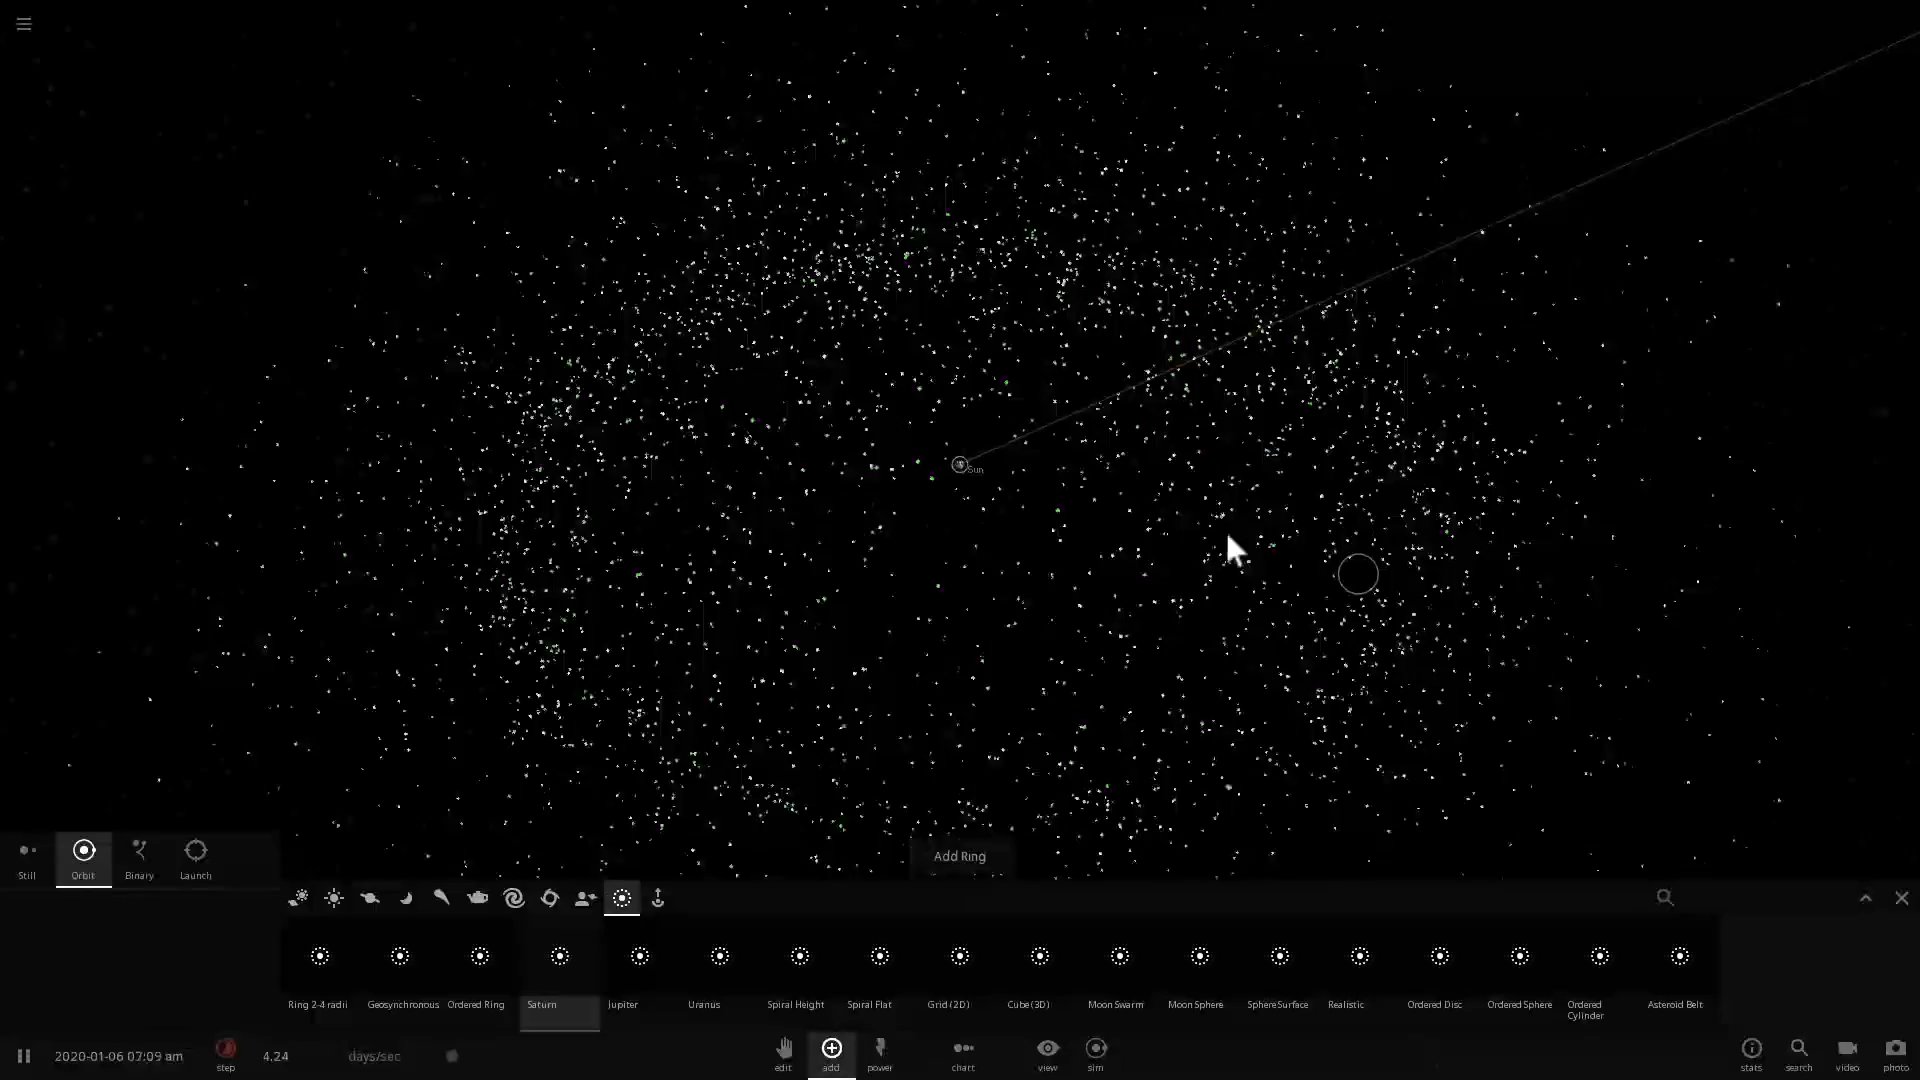 Sun
Still
Orbit
Binary
Launch
Add Ring
Ring 2-4 radii
Geosynchronous
Ordered Ring
Saturn
Jupiter
Uranus
Spiral Height
Spiral Flat
Grid (2D)
Cube (3D)
Moon Swarm
Moon Sphere
Sphere Surface
Realistic
Ordered Disc
Ordered Sphere
Ordered
Cylinder
Asteroid Belt
2020-01-06 07:09 am
step
4.24
days/sec
edit
add
power
chart
view
sim
stats
search
video
photo